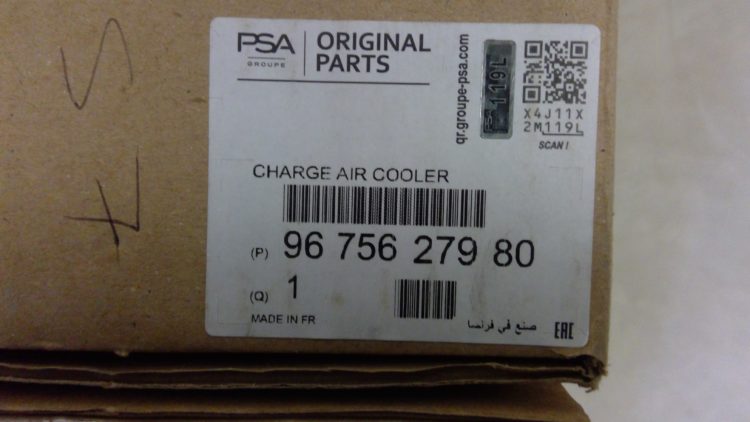 PSA
GROUPE
ORIGINAL
PARTS
qr.groupe-psa.com
119L
X4J11X
2M119L
SCAN!
CHARGE AIR COOLER
(P) 96 756 279 80
(Q) 1
MADE IN FR
صنع في فرنسا
EAC